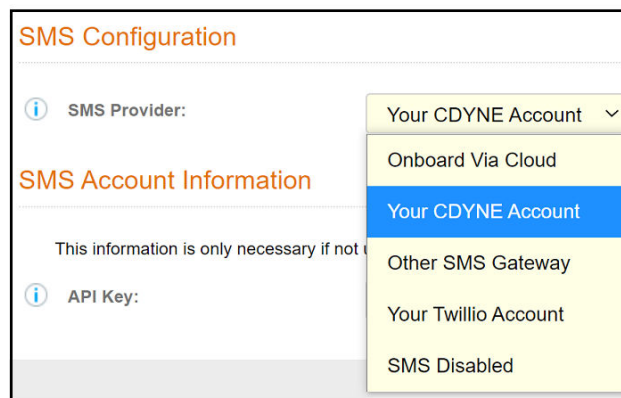 SMS Configuration
SMS Provider:
Your CDYNE Account
Onboard Via Cloud
SMS Account Information
Your CDYNE Account
This information is only necessary if not
Other SMS Gateway
API Key:
Your Twillio Account
SMS Disabled